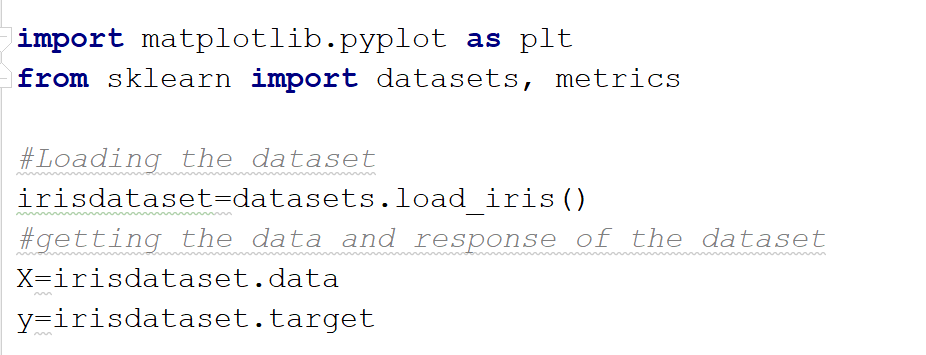 import matplotlib.pyplot as plt
from sklearn import datasets, metrics
#Loading the dataset
irisdataset=datasets.load_iris()
#getting the data and response of the dataset
X=irisdataset.data
y=irisdataset.target